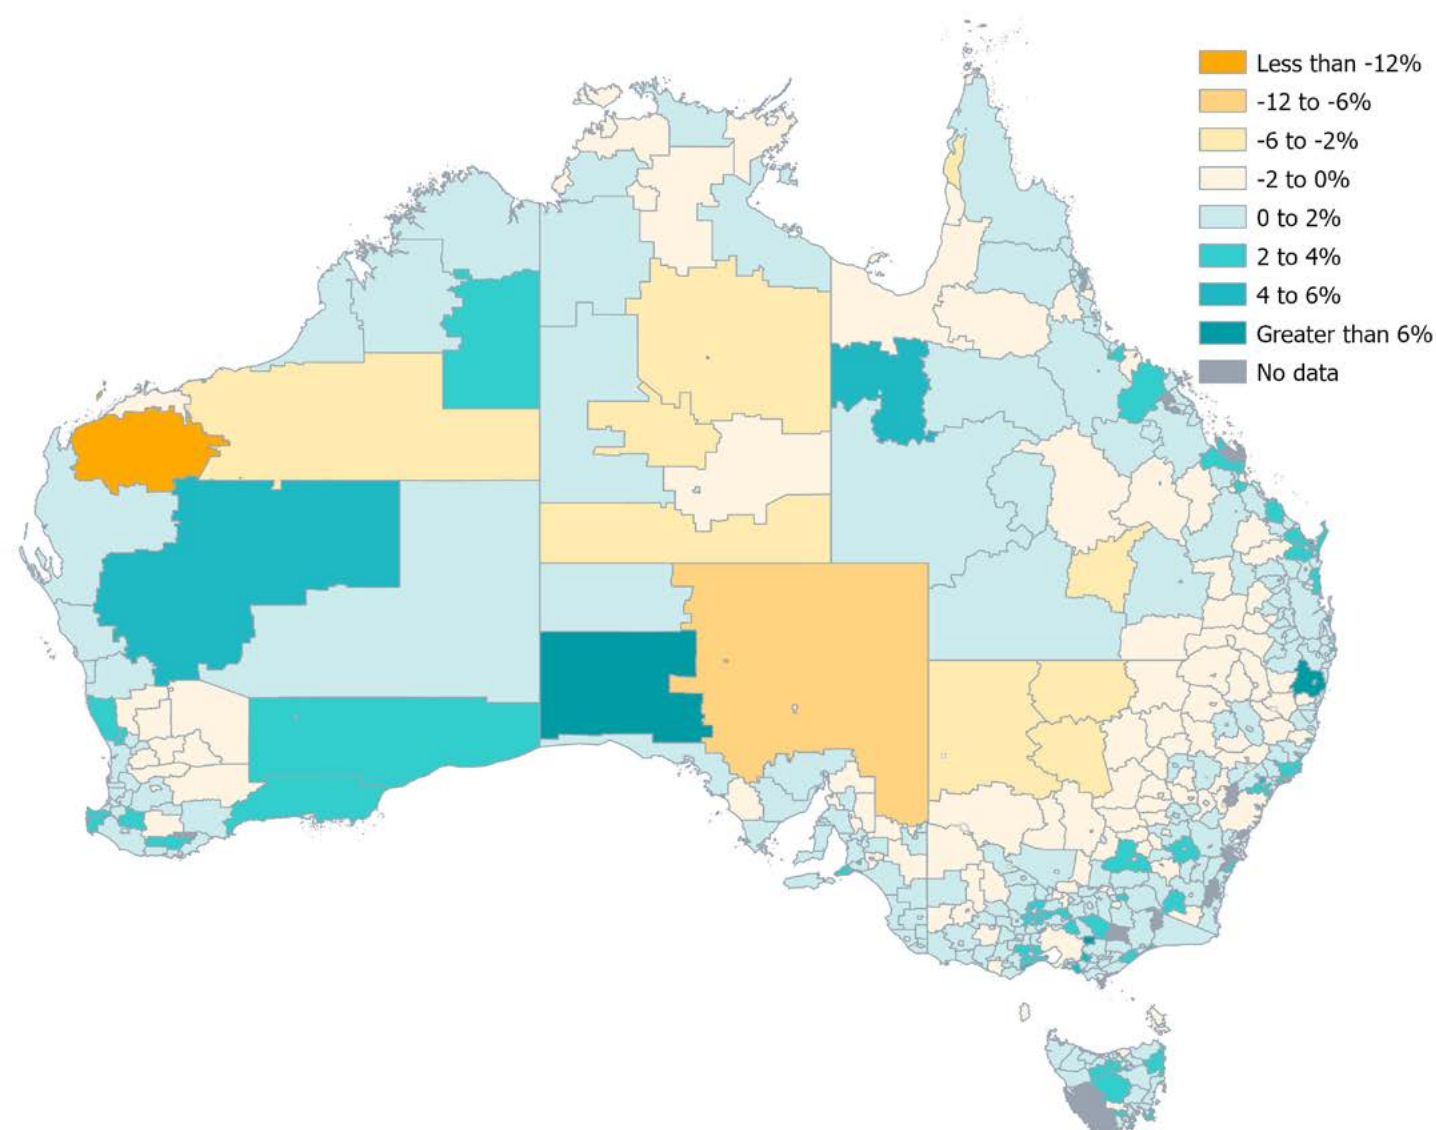 Less than -12%
-12 to -6%
-6 to -2%
-2 to 0%
0 to 2%
2 to 4%
4 to 6%
Greater than 6%
No data